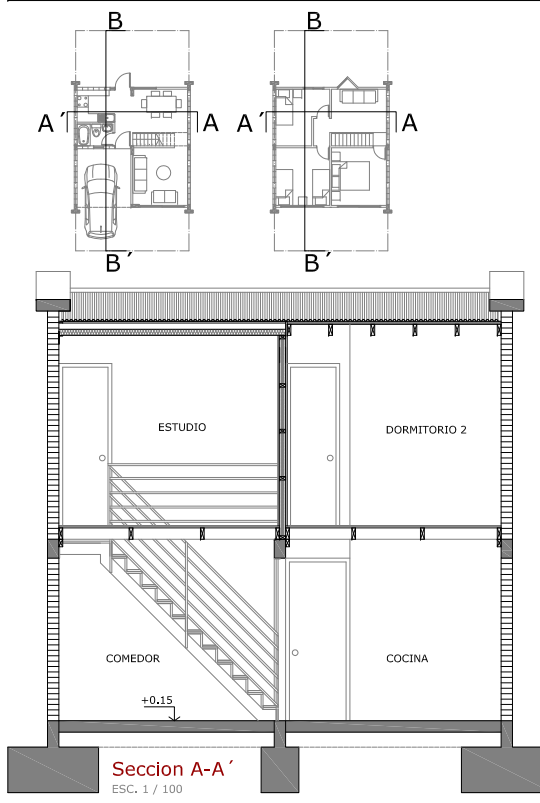 B B
A´ A A´ A
B´ B´
ESTUDIO
DORMITORIO 2
COMEDOR
COCINA
+0.15
Seccion A-A´
ESC. 1 / 100